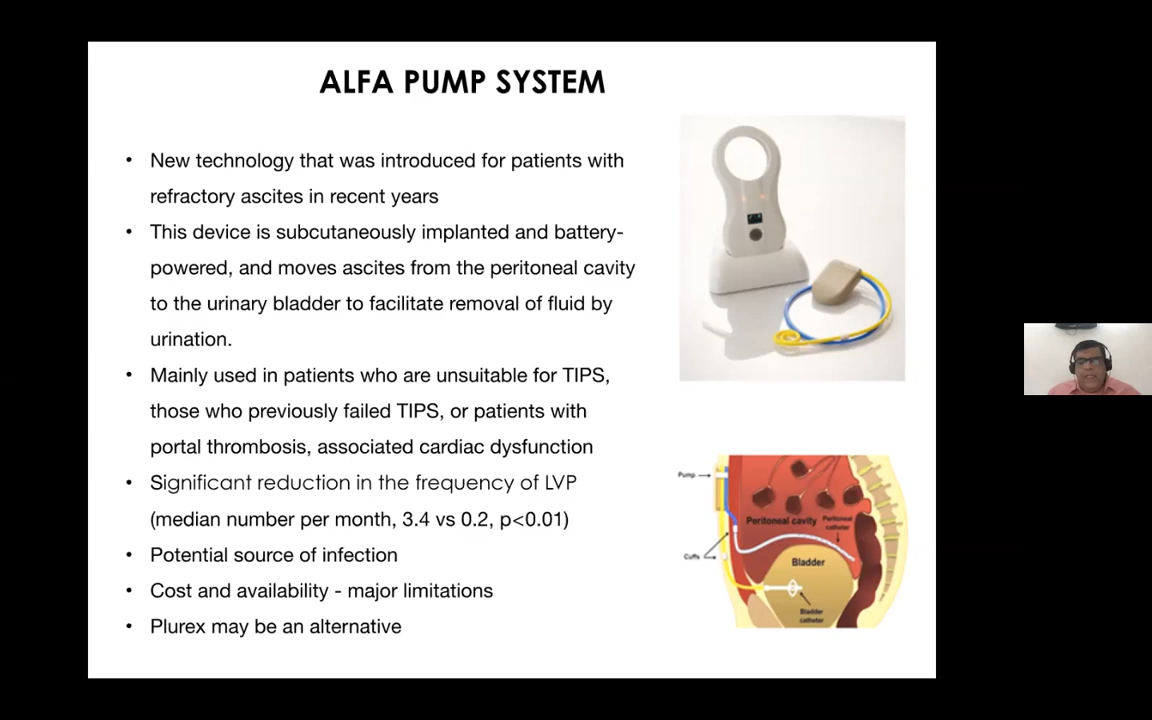 ALFA PUMP SYSTEM
• New technology that was introduced for patients with
refractory ascites in recent years
• This device is subcutaneously implanted and battery-
powered, and moves ascites from the peritoneal cavity
to the urinary bladder to facilitate removal of fluid by
urination.
• Mainly used in patients who are unsuitable for TIPS,
those who previously failed TIPS, or patients with
portal thrombosis, associated cardiac dysfunction
• Significant reduction in the frequency of LVP
(median number per month, 3.4 vs 0.2, p<0.01)
• Potential source of infection
• Cost and availability - major limitations
• Plurex may be an alternative
Pump
Peritoneal cavity
Peritoneal
catheter
Cuffs
Bladder
Bladder
catheter